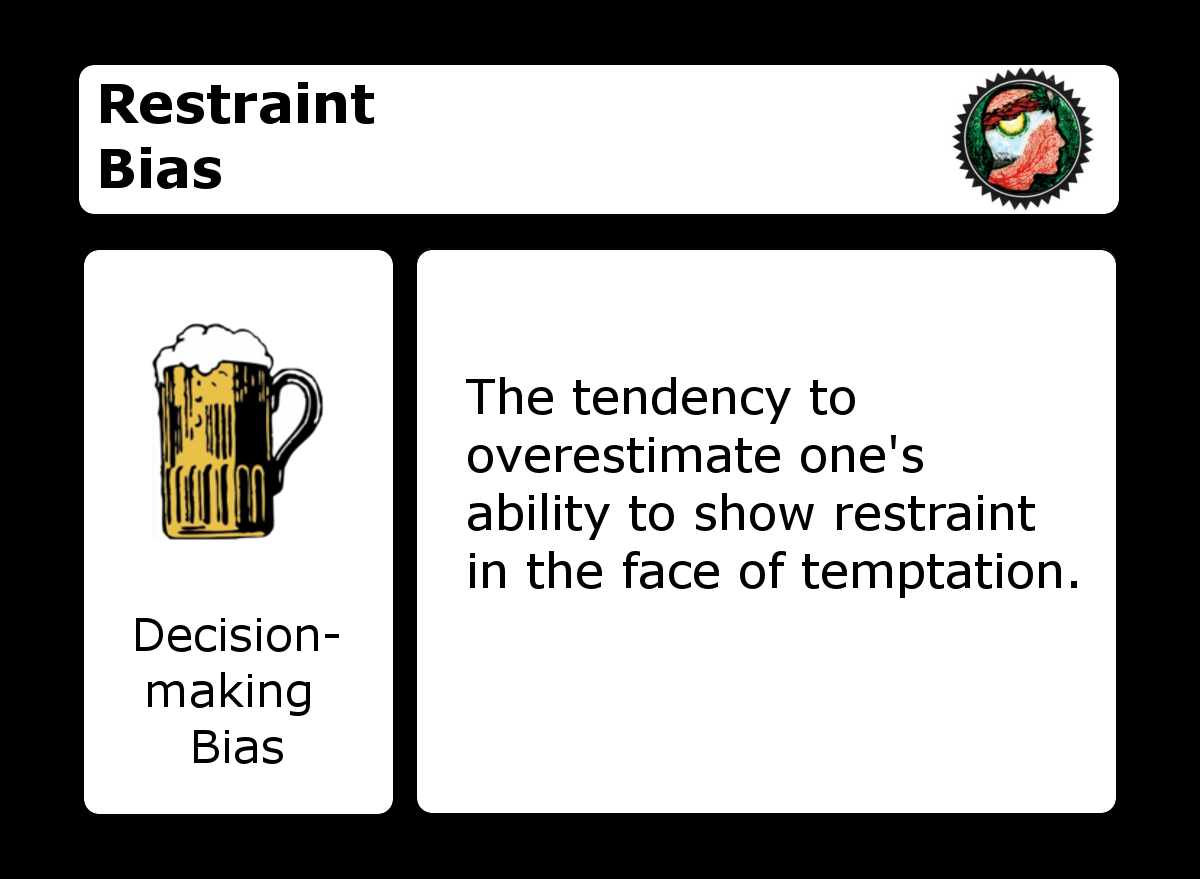 Restraint
Bias
Decision-
making
Bias
The tendency to
overestimate one's
ability to show restraint
in the face of temptation.